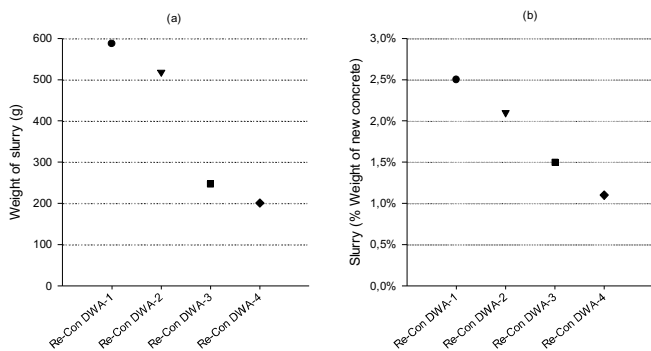 (a)
600
500
400
300
200
100
0
Weight of slurry (g)
Re-Con DWA-1
Re-Con DWA-2
Re-Con DWA-3
Re-Con DWA-4
(b)
3,0%
2,5%
2,0%
1,5%
1,0%
0,5%
0,0%
Slurry (% Weight of new concrete)
Re-Con DWA-1
Re-Con DWA-2
Re-Con DWA-3
Re-Con DWA-4